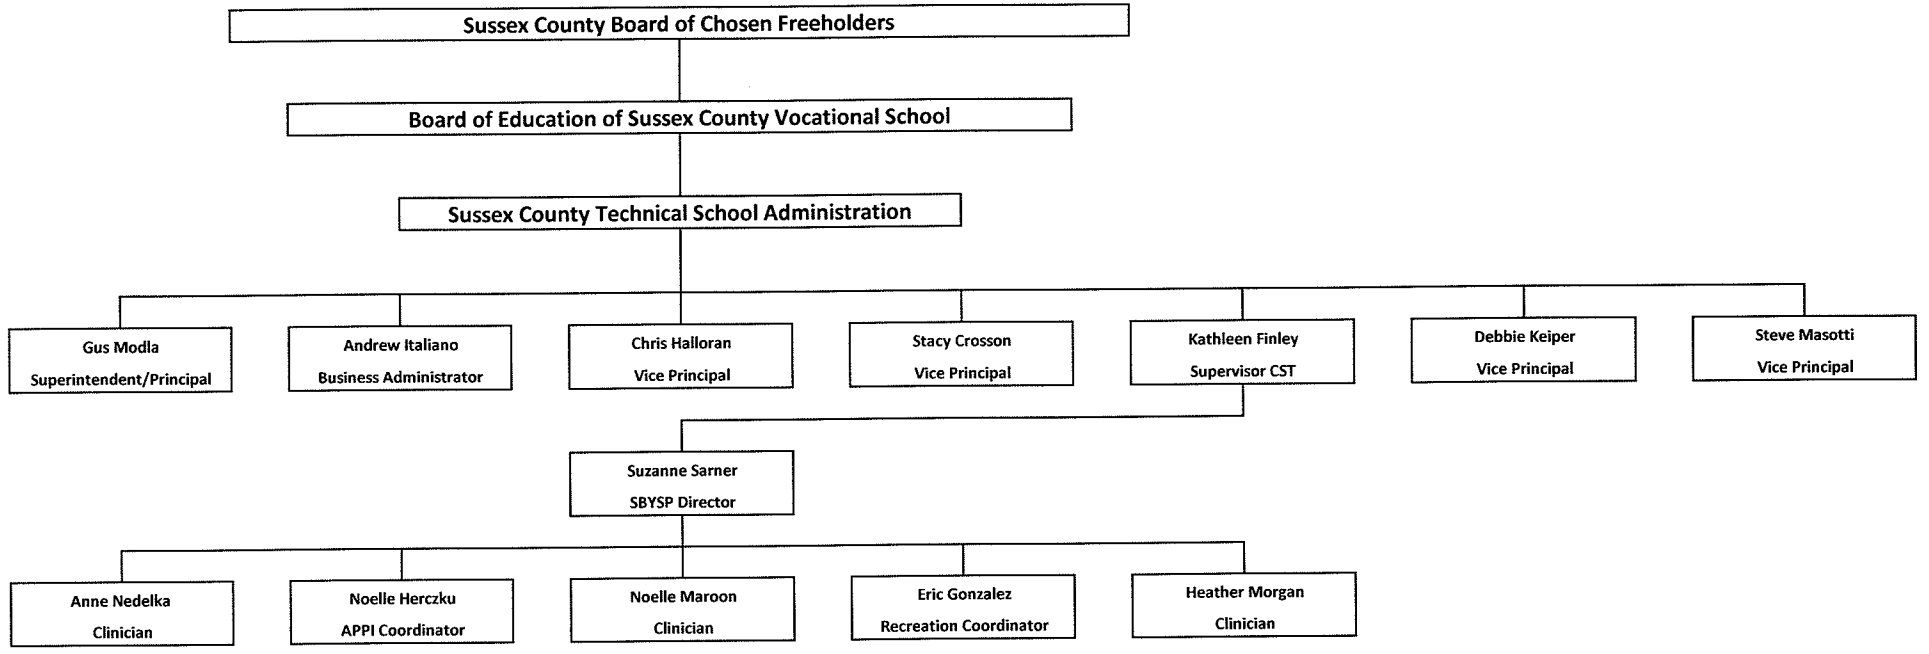 Sussex County Board of Chosen Freeholders
Board of Education of Sussex County Vocational School
Sussex County Technical School Administration
Gus Modla
Superintendent/Principal
Andrew Italiano
Business Administrator
Chris Halloran
Vice Principal
Stacy Crosson
Vice Principal
Kathleen Finley
Supervisor CST
Debbie Keiper
Vice Principal
Steve Masotti
Vice Principal
Suzanne Sarner
SBYSP Director
Anne Nedelka
Clinician
Noelle Herczku
APPI Coordinator
Noelle Maroon
Clinician
Eric Gonzalez
Recreation Coordinator
Heather Morgan
Clinician